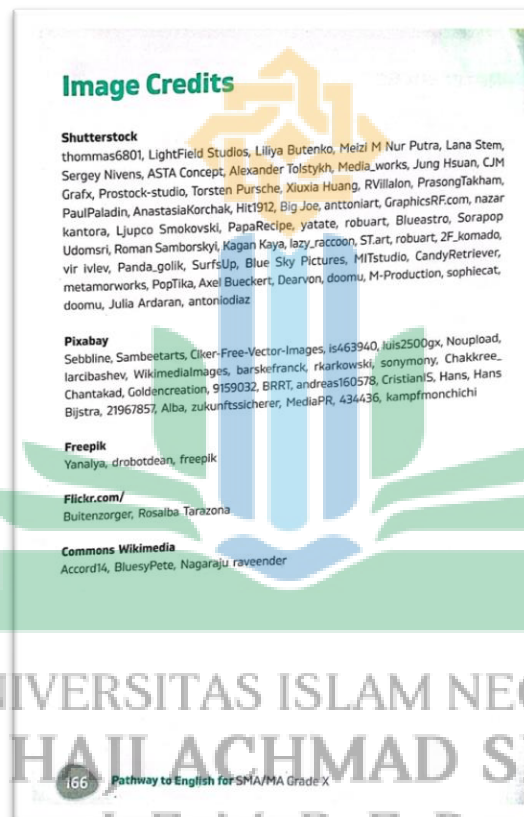 Image Credits
Shutterstock
thommas6801, LightField Studios, Liliya Butenko, Meizi M Nur Putra, Lana Stem,
Sergey Nivens, ASTA Concept, Alexander Tolstykh, Media_works, Jung Hsuan, CJM
Grafx, Prostock-studio, Torsten Pursche, Xiuxia Huang, RVillalon, PrasongTakham,
PaulPaladin, AnastasiaKorchak, Hit1912, Big Joe, anttoniart, GraphicsRF.com, nazar
kantora, Ljupco Smokovski, PapaRecipe, yatate, robuart, Blueastro, Sorapop
Udomsri, Roman Samborskyi, Kagan Kaya, lazy_raccoon, ST.art, robuart, 2F_komado,
vir ivlev, Panda_golik, SurfsUp, Blue Sky Pictures, MITstudio, CandyRetriever,
metamorworks, PopTika, Axel Bueckert, Dearvon, doomu, M-Production, sophiecat,
doomu, Julia Ardaran, antoniodiaz
Pixabay
Sebbline, Sambeetarts, Clker-Free-Vector-Images, is463940, luis2500gx, Noupload,
larcibashev, WikimediaImages, barskefranck, rkarkowski, sonymony, Chakkree_
Chantakad, Goldencreation, 9159032, BRRT, andreas160578, CristianIS, Hans, Hans
Bijstra, 21967857, Alba, zukunftssicherer, MediaPR, 434436, kampfmonchichi
Freepik
Yanalya, drobotdean, freepik
Flickr.com/
Buitenzorger, Rosalba Tarazona
Commons Wikimedia
Accord14, BluesyPete, Nagaraju raveender
UNIVERSITAS ISLAM NEG
HAJI ACHMAD S
166 Pathway to English for SMA/MA Grade X